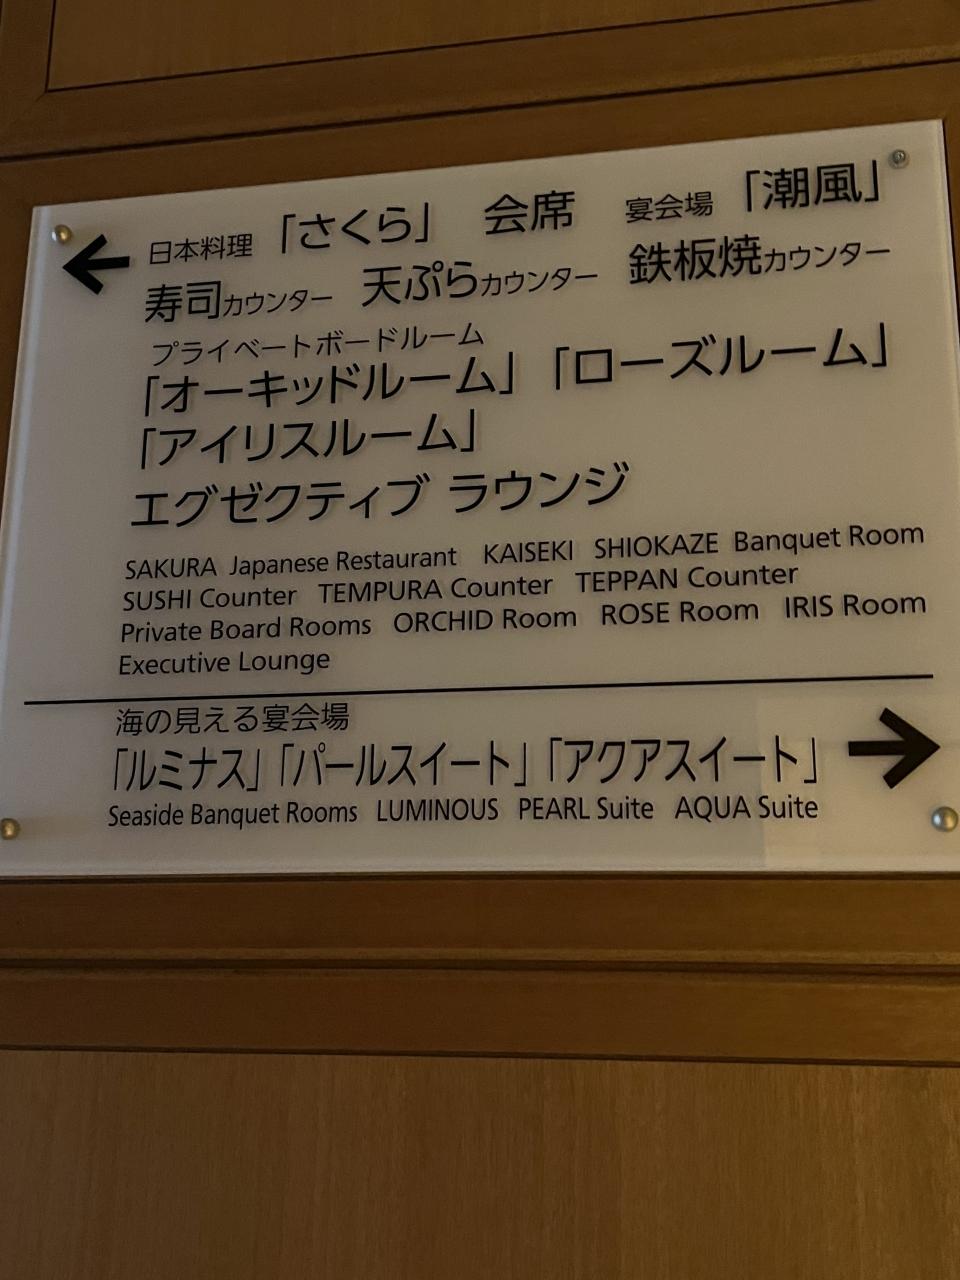 ← 日本料理 「さくら」 会席 宴会場 「潮風」
寿司カウンター 天ぷらカウンター 鉄板焼カウンター
プライベートボードルーム
「オーキッドルーム」「ローズルーム」
「アイリスルーム」
エグゼクティブ ラウンジ
SAKURA Japanese Restaurant KAISEKI SHIOKAZE Banquet Room
SUSHI Counter TEMPURA Counter TEPPAN Counter
Private Board Rooms ORCHID Room ROSE Room IRIS Room
Executive Lounge
海の見える宴会場
「ルミナス」「パールスイート」「アクアスイート」 →
Seaside Banquet Rooms LUMINOUS PEARL Suite AQUA Suite